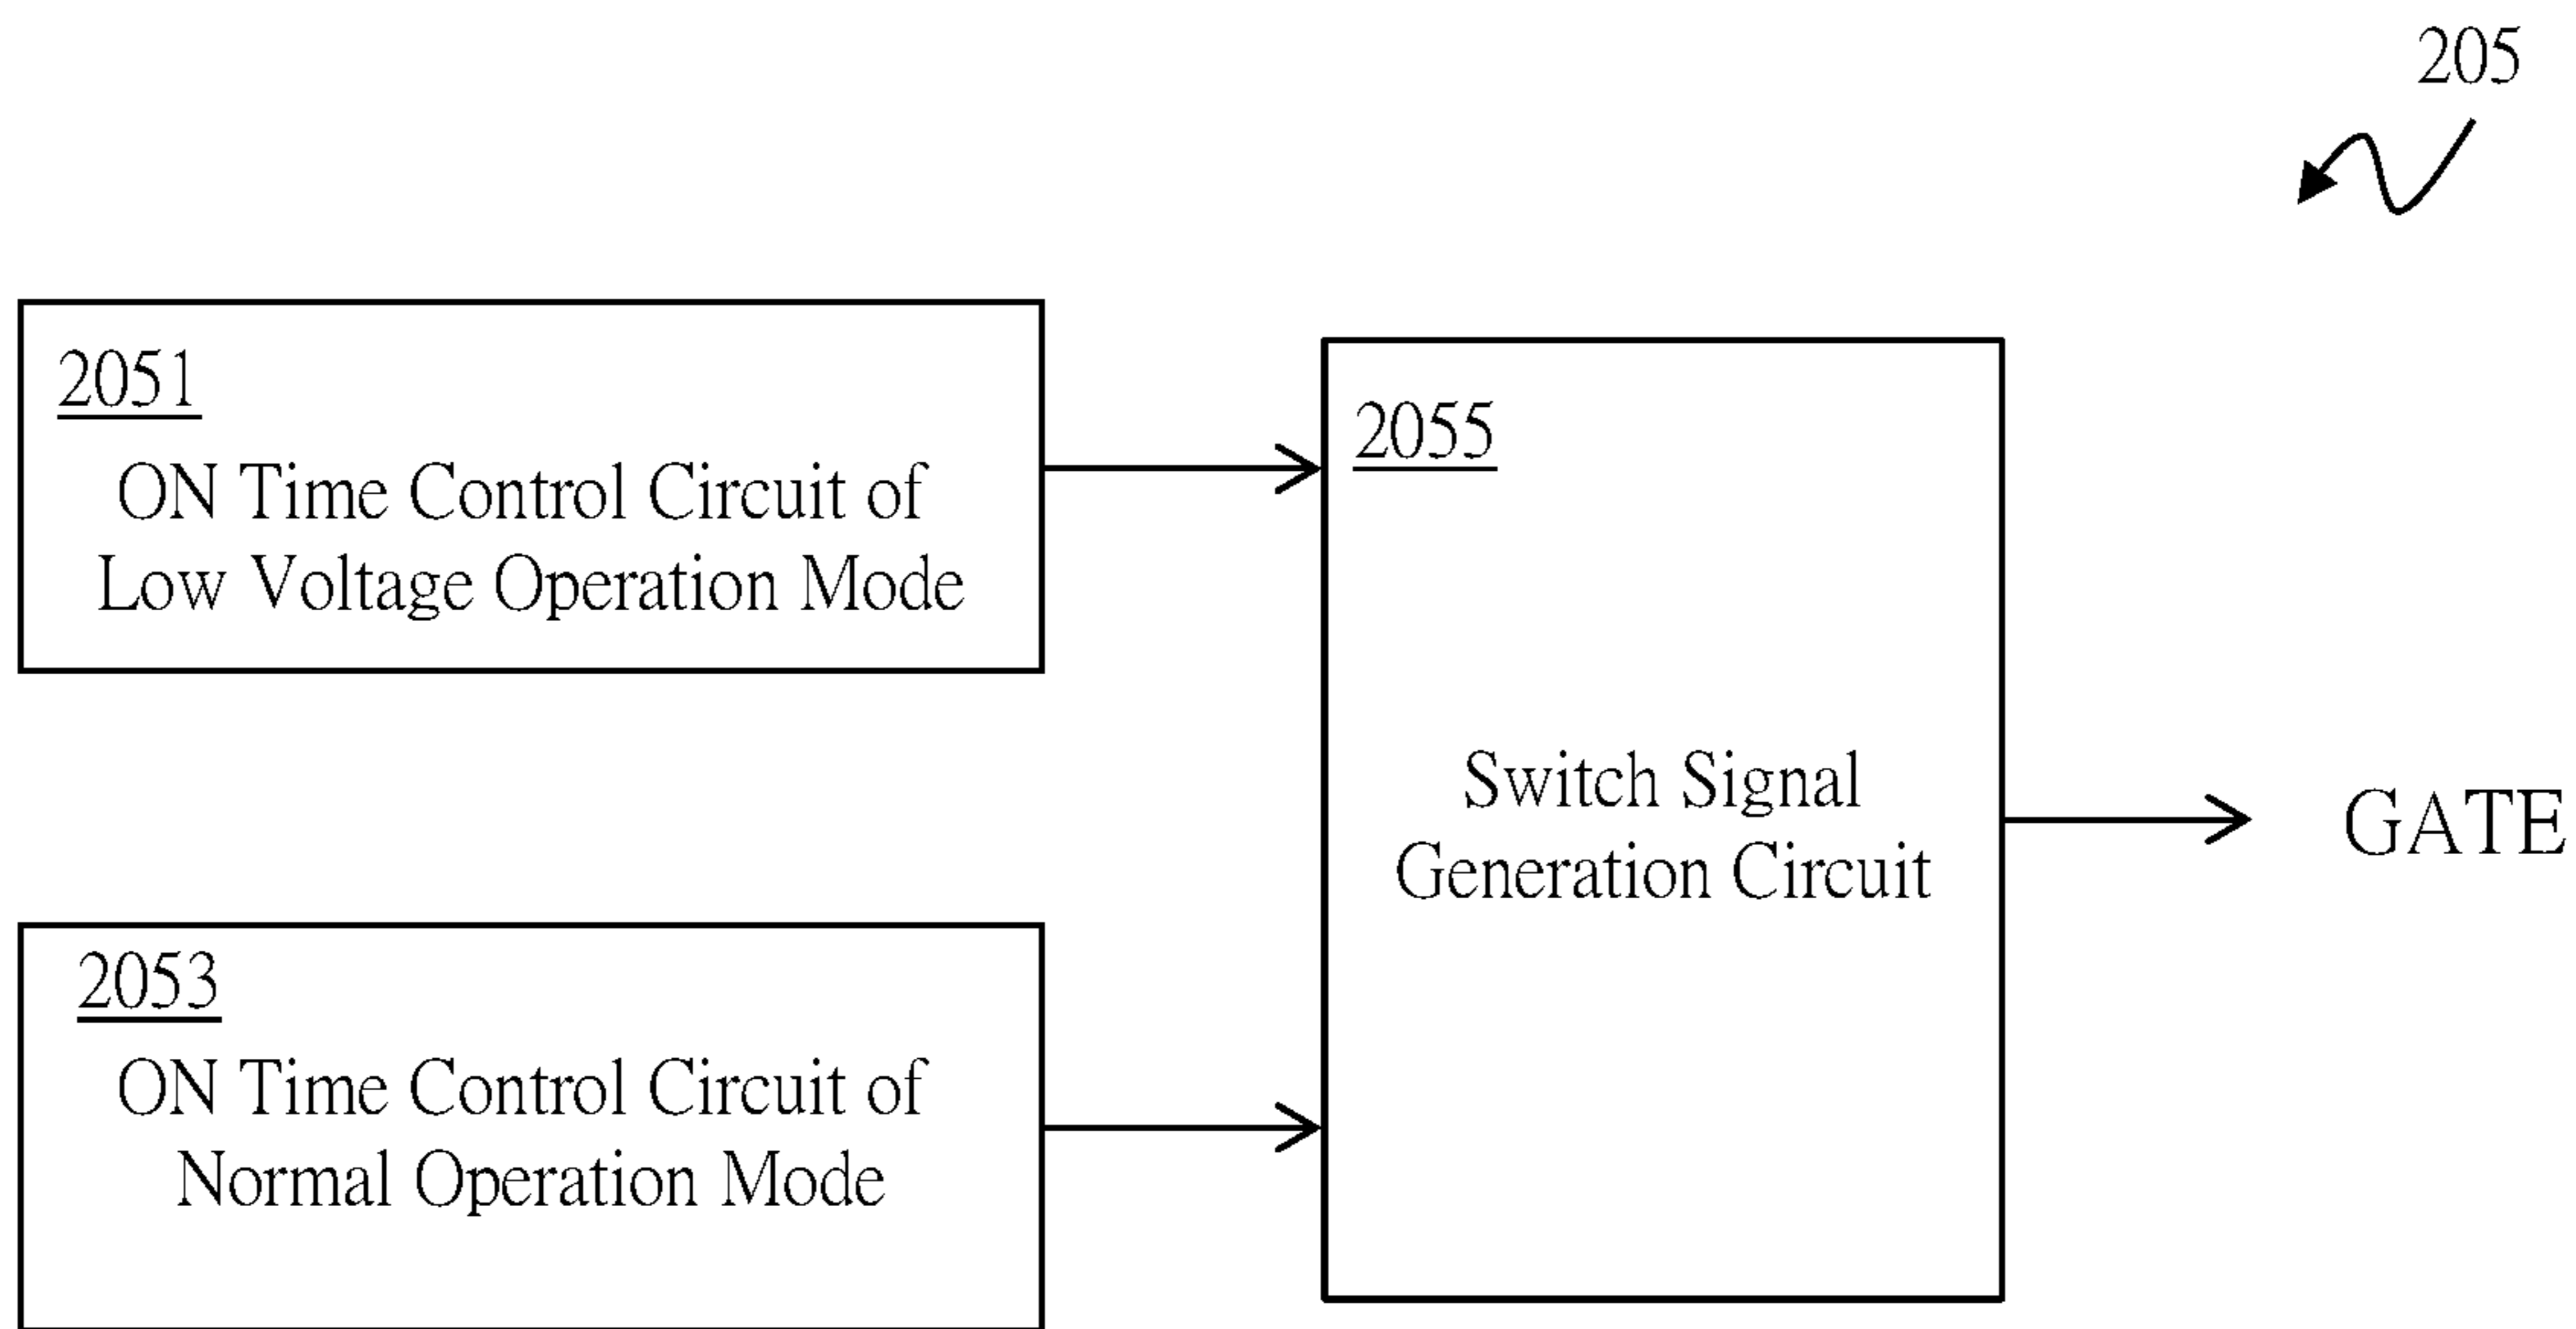 205
2051
ON Time Control Circuit of
Low Voltage Operation Mode
2055
Switch Signal
Generation Circuit
GATE
2053
ON Time Control Circuit of
Normal Operation Mode